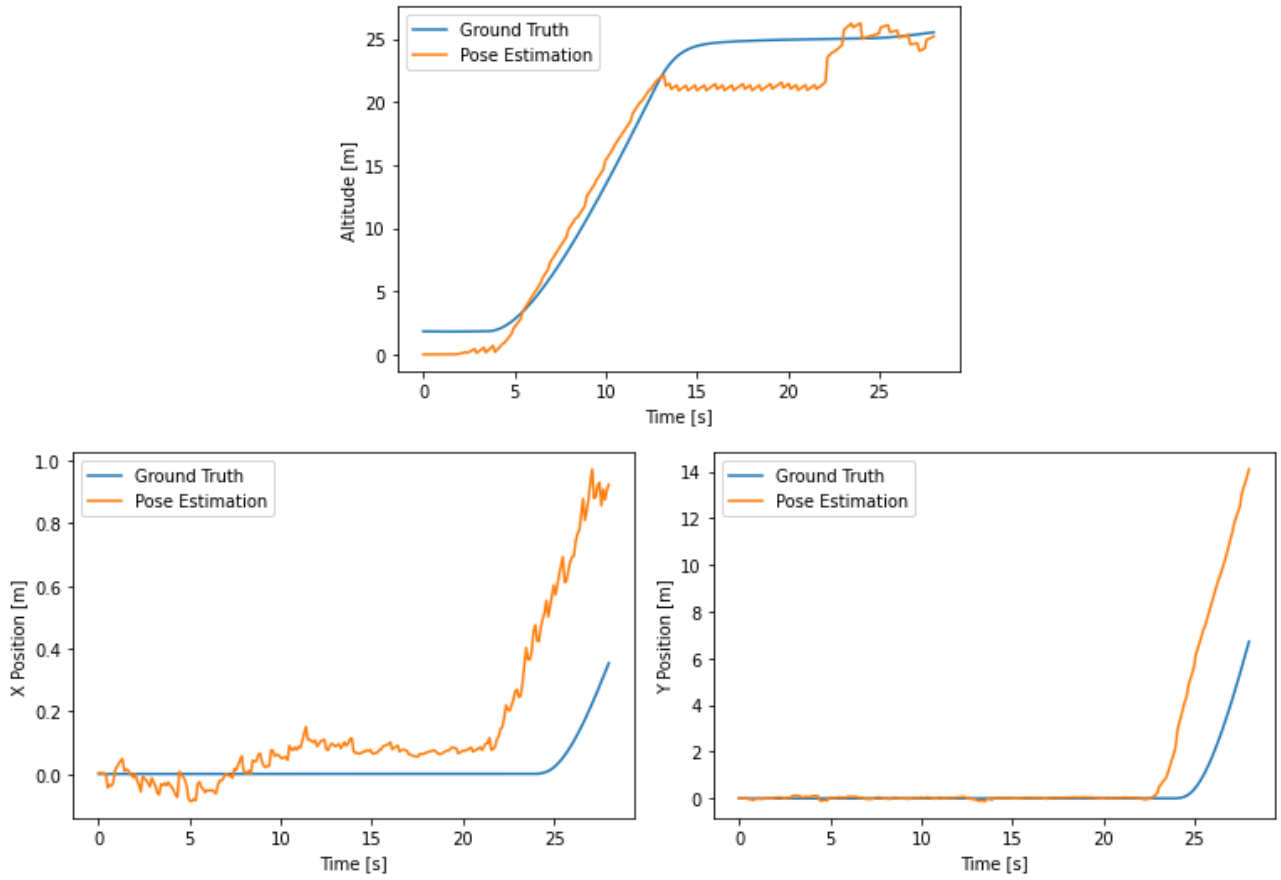 Ground Truth
Pose Estimation
Altitude [m]
25
20
15
10
5
0
0 5 10 15 20 25
Time [s]
Ground Truth
Pose Estimation
X Position [m]
1.0
0.8
0.6
0.4
0.2
0.0
0 5 10 15 20 25
Time [s]
Ground Truth
Pose Estimation
Y Position [m]
14
12
10
8
6
4
2
0
0 5 10 15 20 25
Time [s]